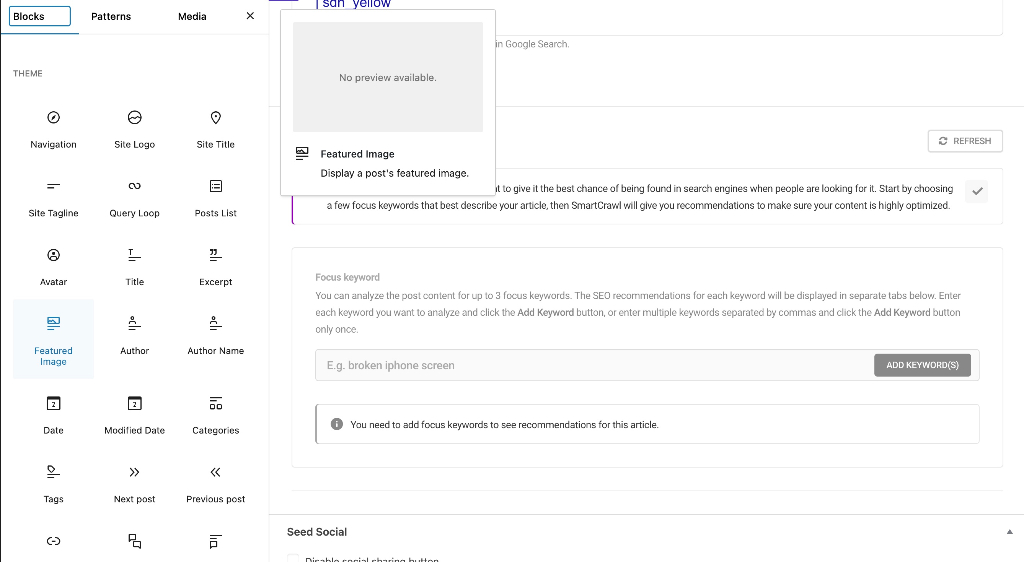 Blocks
Patterns
Media
THEME
Navigation
Site Logo
Site Title
Site Tagline
Query Loop
Posts List
Avatar
Title
Excerpt
Featured
Image
Author
Author Name
Date
Modified Date
Categories
Tags
Next post
Previous post
| sdn_yellow
in Google Search.
No preview available.
Featured Image
Display a post's featured image.
REFRESH
to give it the best chance of being found in search engines when people are looking for it. Start by choosing
a few focus keywords that best describe your article, then SmartCrawl will give you recommendations to make sure your content is highly optimized.
Focus keyword
You can analyze the post content for up to 3 focus keywords. The SEO recommendations for each keyword will be displayed in separate tabs below. Enter
each keyword you want to analyze and click the Add Keyword button, or enter multiple keywords separated by commas and click the Add Keyword button
only once.
E.g. broken iphone screen
ADD KEYWORD(S)
You need to add focus keywords to see recommendations for this article.
Seed Social
Disable social sharing button